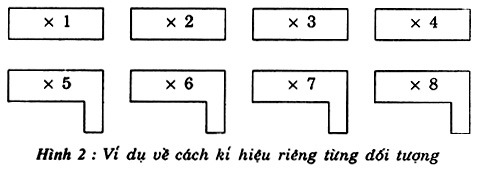 × 1 × 2 × 3 × 4
× 5 × 6 × 7 × 8
Hình 2 : Ví dụ về cách kí hiệu riêng từng đối tượng